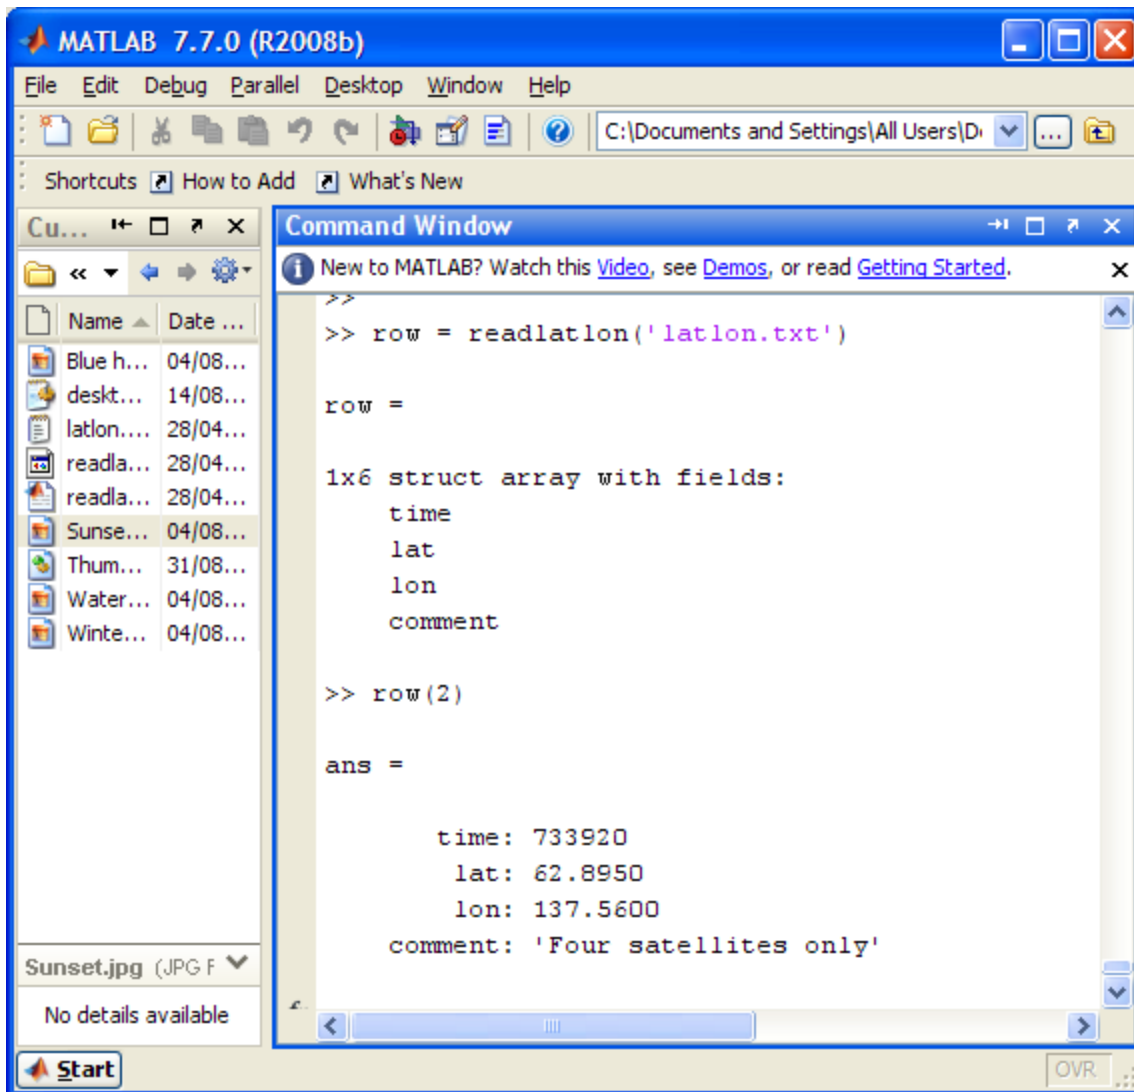 MATLAB 7.7.0 (R2008b)
File Edit Debug Parallel Desktop Window Help
C:\Documents and Settings\All Users\D
Shortcuts How to Add What's New
Cu...
Name Date ...
Blue h... 04/08...
deskt... 14/08...
latlon.... 28/04...
readla... 28/04...
readla... 28/04...
Sunse... 04/08...
Thum... 31/08...
Water... 04/08...
Winte... 04/08...
Sunset.jpg (JPG F
No details available
Command Window
New to MATLAB? Watch this Video, see Demos, or read Getting Started.
>>
>> row = readlatlon('latlon.txt')
row =
1x6 struct array with fields:
time
lat
lon
comment
>> row(2)
ans =
time: 733920
lat: 62.8950
lon: 137.5600
comment: 'Four satellites only'
Start
OVR